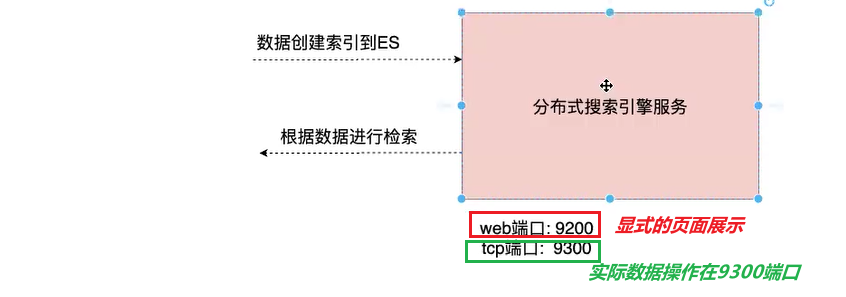 数据创建索引到ES
分布式搜索引擎服务
根据数据进行检索
web端口: 9200
显式的页面展示
tcp端口: 9300
实际数据操作在9300端口